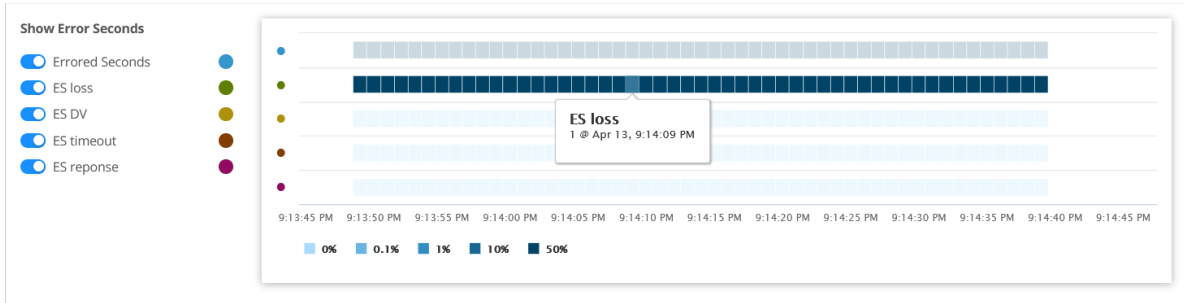 Show Error Seconds
Errored Seconds
ES loss
ES DV
ES timeout
ES reponse
ES loss
1 @ Apr 13, 9:14:09 PM
9:13:45 PM 9:13:50 PM 9:13:55 PM 9:14:00 PM 9:14:05 PM 9:14:10 PM 9:14:15 PM 9:14:20 PM 9:14:25 PM 9:14:30 PM 9:14:35 PM 9:14:40 PM 9:14:45 PM
0% 0.1% 1% 10% 50%